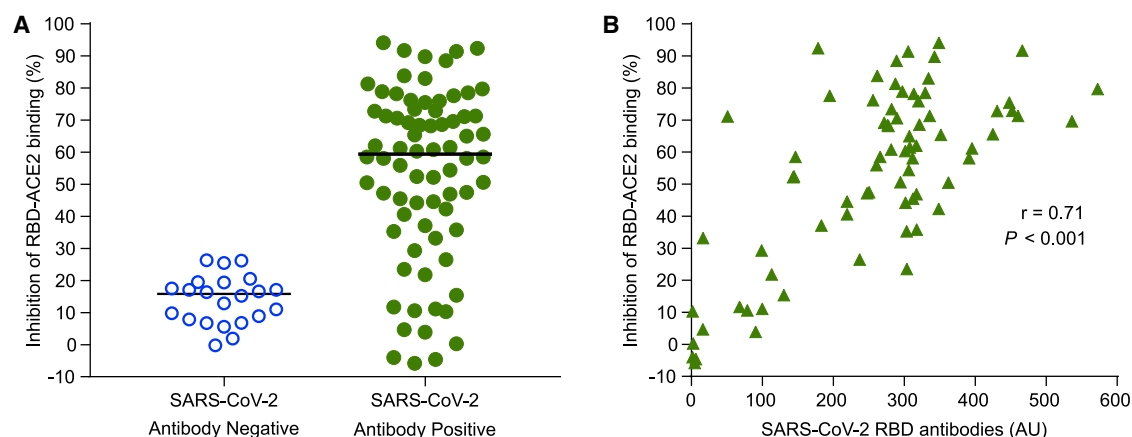 A
Inhibition of RBD-ACE2 binding (%)
100
90
80
70
60
50
40
30
20
10
0
−10
SARS-CoV-2
Antibody Negative
SARS-CoV-2
Antibody Positive
B
Inhibition of RBD-ACE2 binding (%)
100
90
80
70
60
50
40
30
20
10
0
−10
r = 0.71
P < 0.001
0 100 200 300 400 500 600
SARS-CoV-2 RBD antibodies (AU)